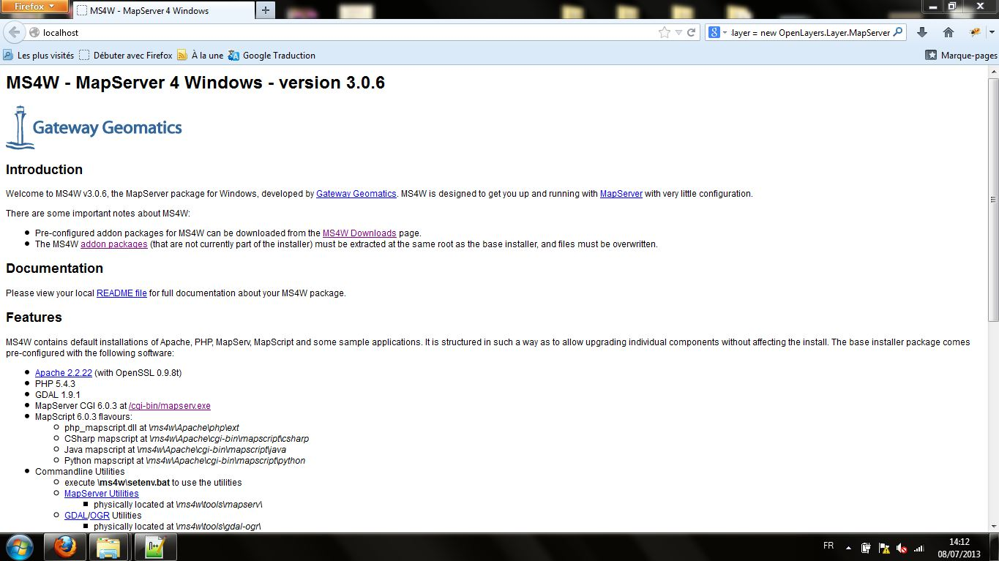 Firefox
MS4W - MapServer 4 Windows
localhost
:layer = new OpenLayers.Layer.MapServer
Les plus visités Débuter avec Firefox À la une Google Traduction Marque-pages
MS4W - MapServer 4 Windows - version 3.0.6
Gateway Geomatics
Introduction
Welcome to MS4W v3.0.6, the MapServer package for Windows, developed by Gateway Geomatics. MS4W is designed to get you up and running with MapServer with very little configuration.
There are some important notes about MS4W:
Pre-configured addon packages for MS4W can be downloaded from the MS4W Downloads page.
The MS4W addon packages (that are not currently part of the installer) must be extracted at the same root as the base installer, and files must be overwritten.
Documentation
Please view your local README file for full documentation about your MS4W package.
Features
MS4W contains default installations of Apache, PHP, MapServ, MapScript and some sample applications. It is structured in such a way as to allow upgrading individual components without affecting the install. The base installer package comes
pre-configured with the following software:
Apache 2.2.22 (with OpenSSL 0.9.8t)
PHP 5.4.3
GDAL 1.9.1
MapServer CGI 6.0.3 at /cgi-bin/mapserv.exe
MapScript 6.0.3 flavours:
php_mapscript.dll at \ms4w\Apache\php\ext
CSharp mapscript at \ms4w\Apache\cgi-bin\mapscript\csharp
Java mapscript at \ms4w\Apache\cgi-bin\mapscript\java
Python mapscript at \ms4w\Apache\cgi-bin\mapscript\python
Commandline Utilities
execute \ms4w\setenv.bat to use the utilities
MapServer Utilities
physically located at \ms4w\tools\mapserv\
GDAL/OGR Utilities
physically located at \ms4w\tools\gdal-ogr\
FR
14:12
08/07/2013